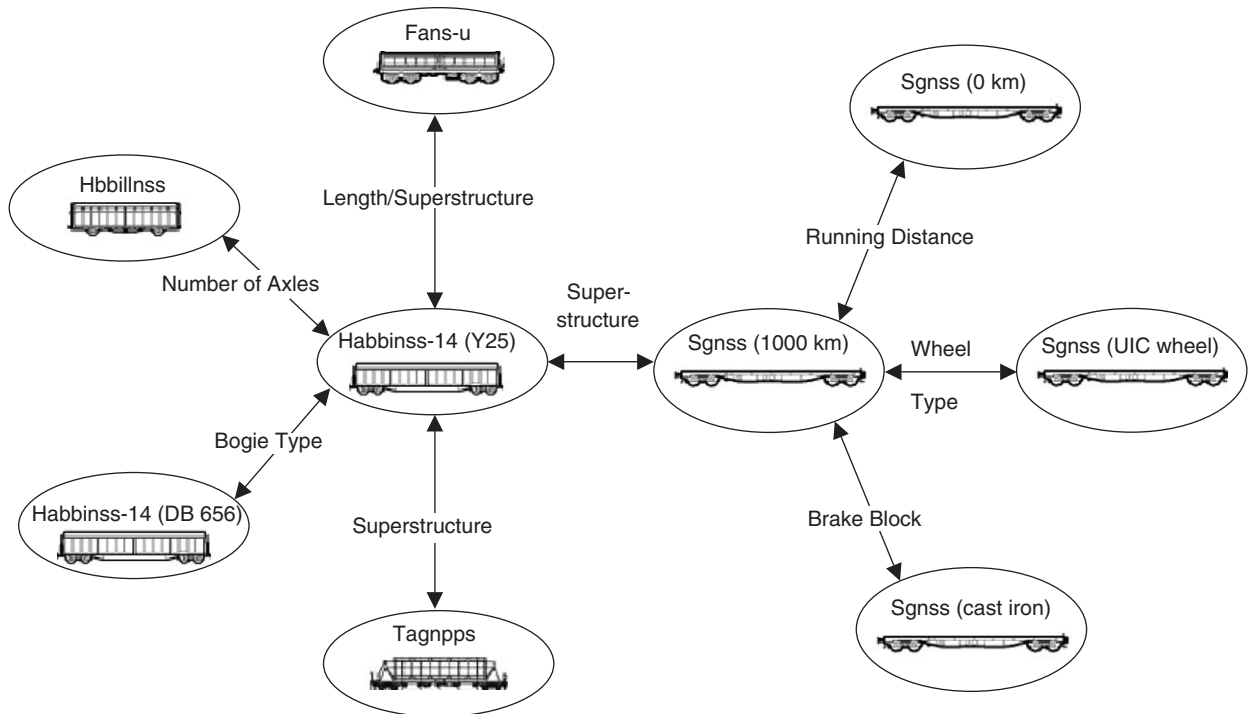 Fans-u
Sgnss (0 km)
Hbbillnss
Length/Superstructure
Running Distance
Number of Axles
Super-
structure
Habbinss-14 (Y25)
Sgnss (1000 km)
Wheel
Type
Sgnss (UIC wheel)
Bogie Type
Habbinss-14 (DB 656)
Superstructure
Brake Block
Sgnss (cast iron)
Tagnpps